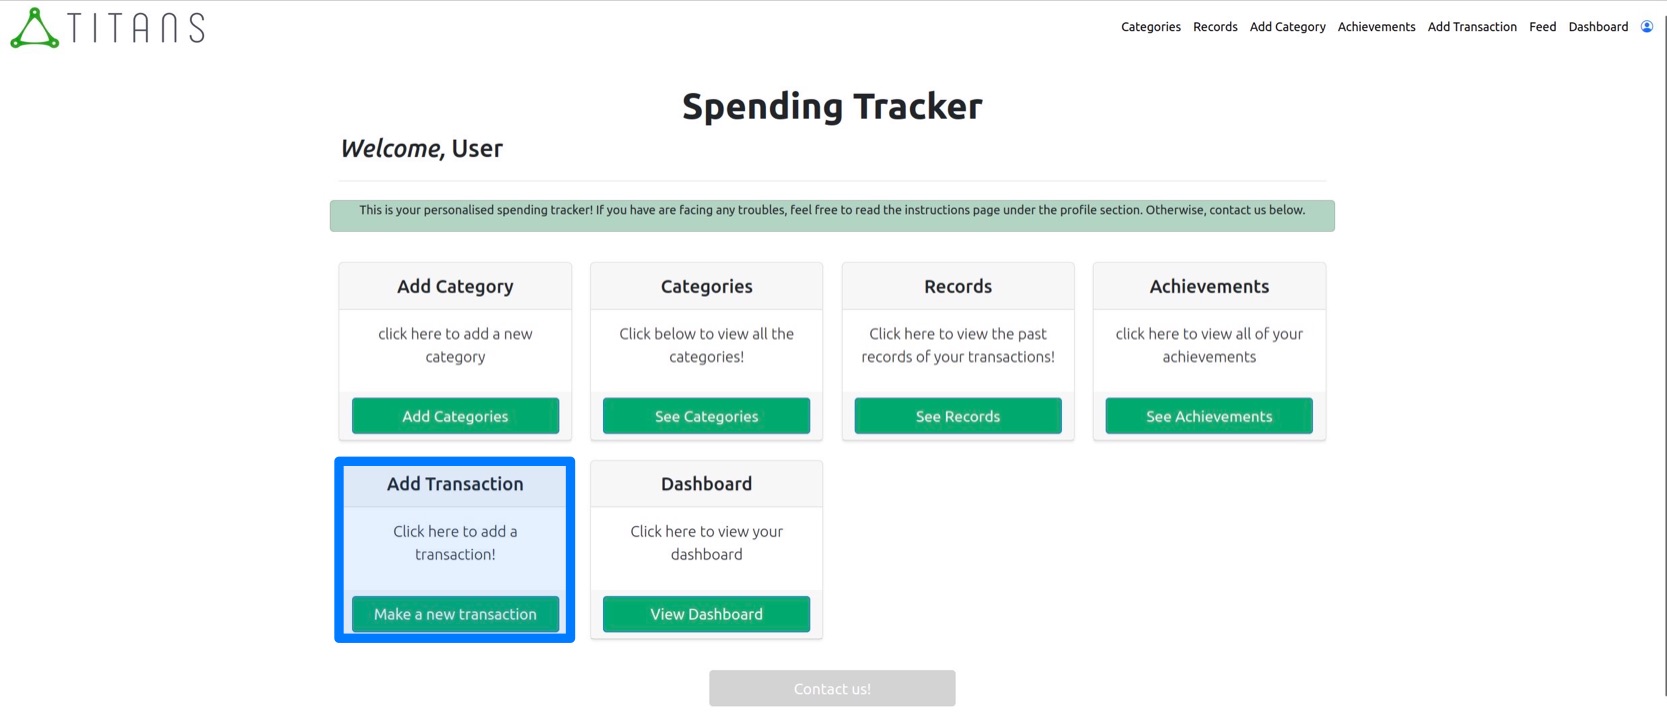 TITANS
Categories Records Add Category Achievements Add Transaction Feed Dashboard
Spending Tracker
Welcome, User
This is your personalised spending tracker! If you have are facing any troubles, feel free to read the instructions page under the profile section. Otherwise, contact us below.
Add Category
click here to add a new
category
Add Categories
Categories
Click below to view all the
categories!
See Categories
Records
Click here to view the past
records of your transactions!
See Records
Achievements
click here to view all of your
achievements
See Achievements
Add Transaction
Click here to add a
transaction!
Make a new transaction
Dashboard
Click here to view your
dashboard
View Dashboard
Contact us!